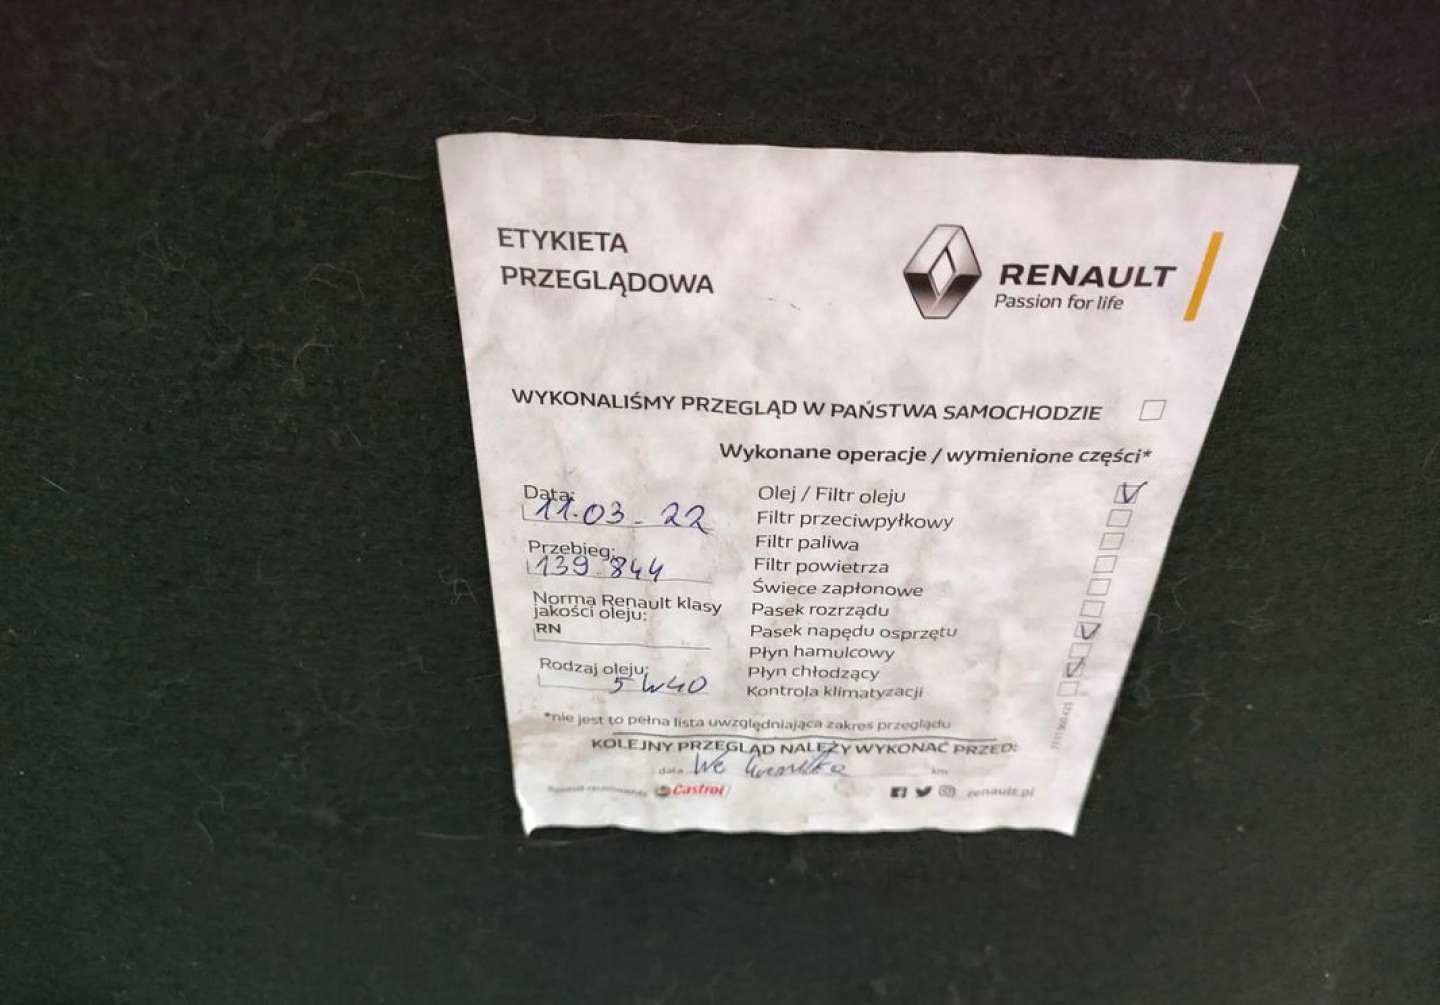 ETYKIETA
PRZEGLĄDOWA
RENAULT
Passion for life
WYKONALIŚMY PRZEGLĄD W PAŃSTWA SAMOCHODZIE
Wykonane operacje / wymienione części*
Data:
11.03-22
Przebieg:
139.844
Norma Renault klasy
jakości oleju:
RN
Rodzaj oleju:
5W40
Olej / Filtr oleju
Filtr przeciwpyłkowy
Filtr paliwa
Filtr powietrza
Świece zapłonowe
Pasek rozrządu
Pasek napędu osprzętu
Płyn hamulcowy
Płyn chłodzący
Kontrola klimatyzacji
*nie jest to pełna lista uwzględniająca zakres przeglądu
KOLEJNY PRZEGLĄD NALEŻY WYKONAĆ PRZED:
data We km
Renault recommends Castrol
renault.pl